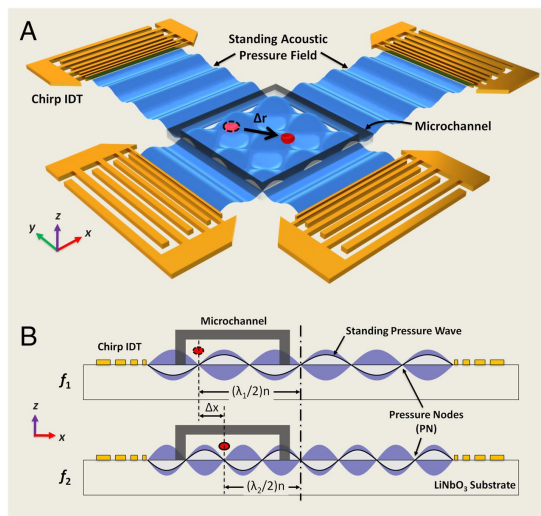 A
Standing Acoustic
Pressure Field
Chirp IDT
Δr
Microchannel
z
y
x
B
Microchannel
Chirp IDT
Standing Pressure Wave
f₁
(λ₁/2)n
Δx
Pressure Nodes
(PN)
z
x
f₂
(λ₂/2)n
LiNbO₃ Substrate